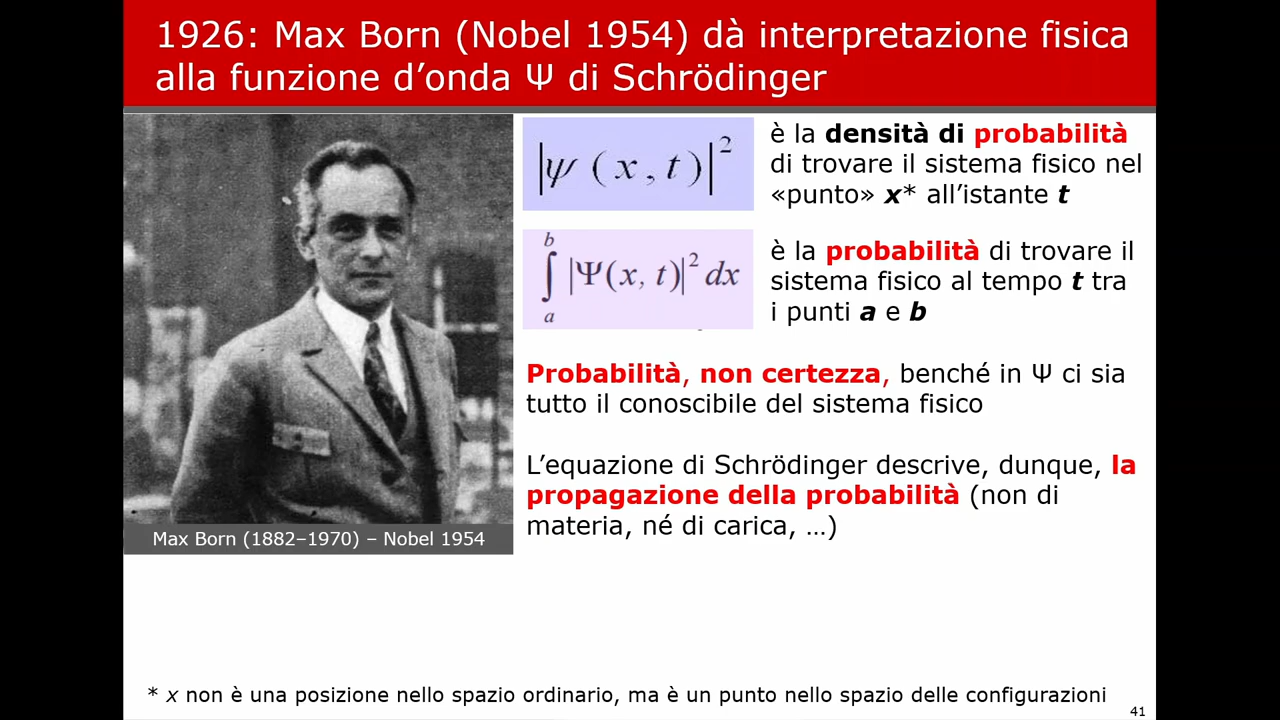 1926: Max Born (Nobel 1954) dà interpretazione fisica
alla funzione d’onda Ψ di Schrödinger
|ψ (x,t)|²
è la densità di probabilità
di trovare il sistema fisico nel
«punto» x* all’istante t
b
∫ |Ψ(x, t)|² dx
a
è la probabilità di trovare il
sistema fisico al tempo t tra
i punti a e b
Probabilità, non certezza, benché in Ψ ci sia
tutto il conoscibile del sistema fisico
L’equazione di Schrödinger descrive, dunque, la
propagazione della probabilità (non di
materia, né di carica, …)
Max Born (1882–1970) – Nobel 1954
* x non è una posizione nello spazio ordinario, ma è un punto nello spazio delle configurazioni
41